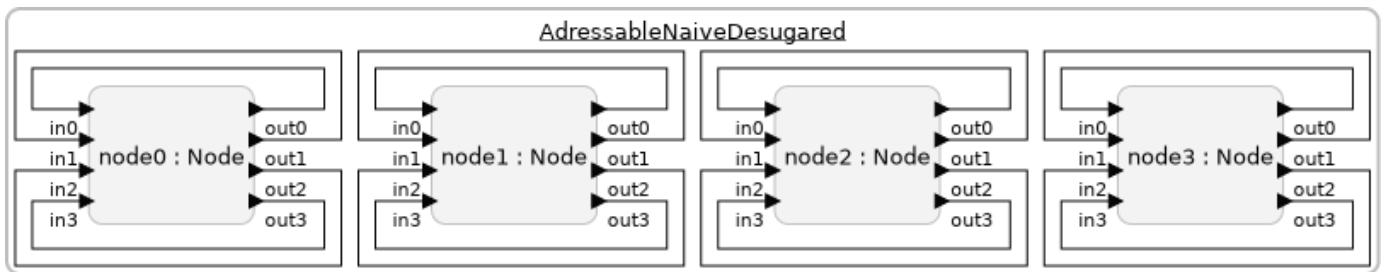 AdressableNaiveDesugared
in0 out0 in0 out0 in0 out0 in0 out0
node0 : Node node1 : Node node2 : Node node3 : Node
in1 out1 in1 out1 in1 out1 in1 out1
in2 out2 in2 out2 in2 out2 in2 out2
in3 out3 in3 out3 in3 out3 in3 out3